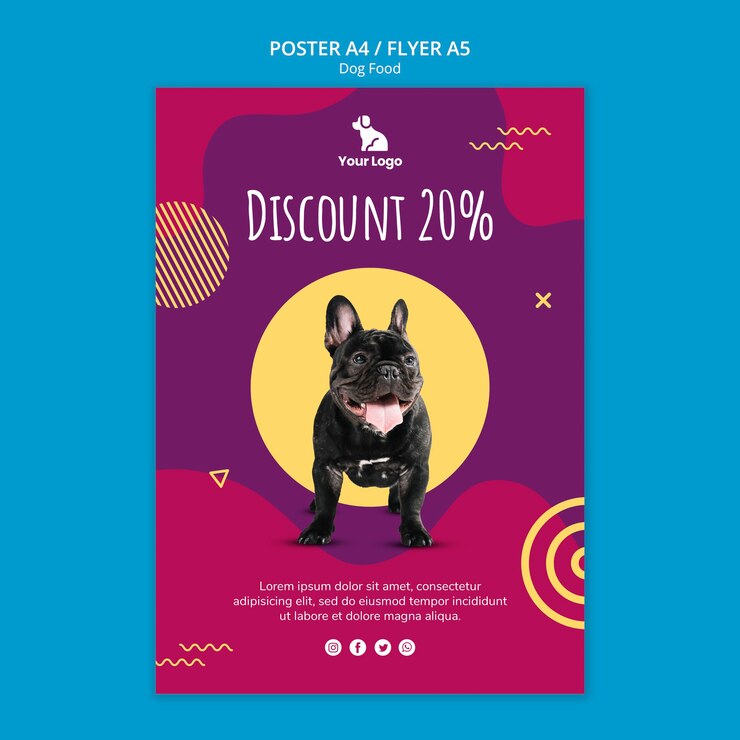 POSTER A4 / FLYER A5
Dog Food
Your Logo
Discount 20%
Lorem ipsum dolor sit amet, consectetur
adipisicing elit, sed do eiusmod tempor incididunt
ut labore et dolore magna aliqua.